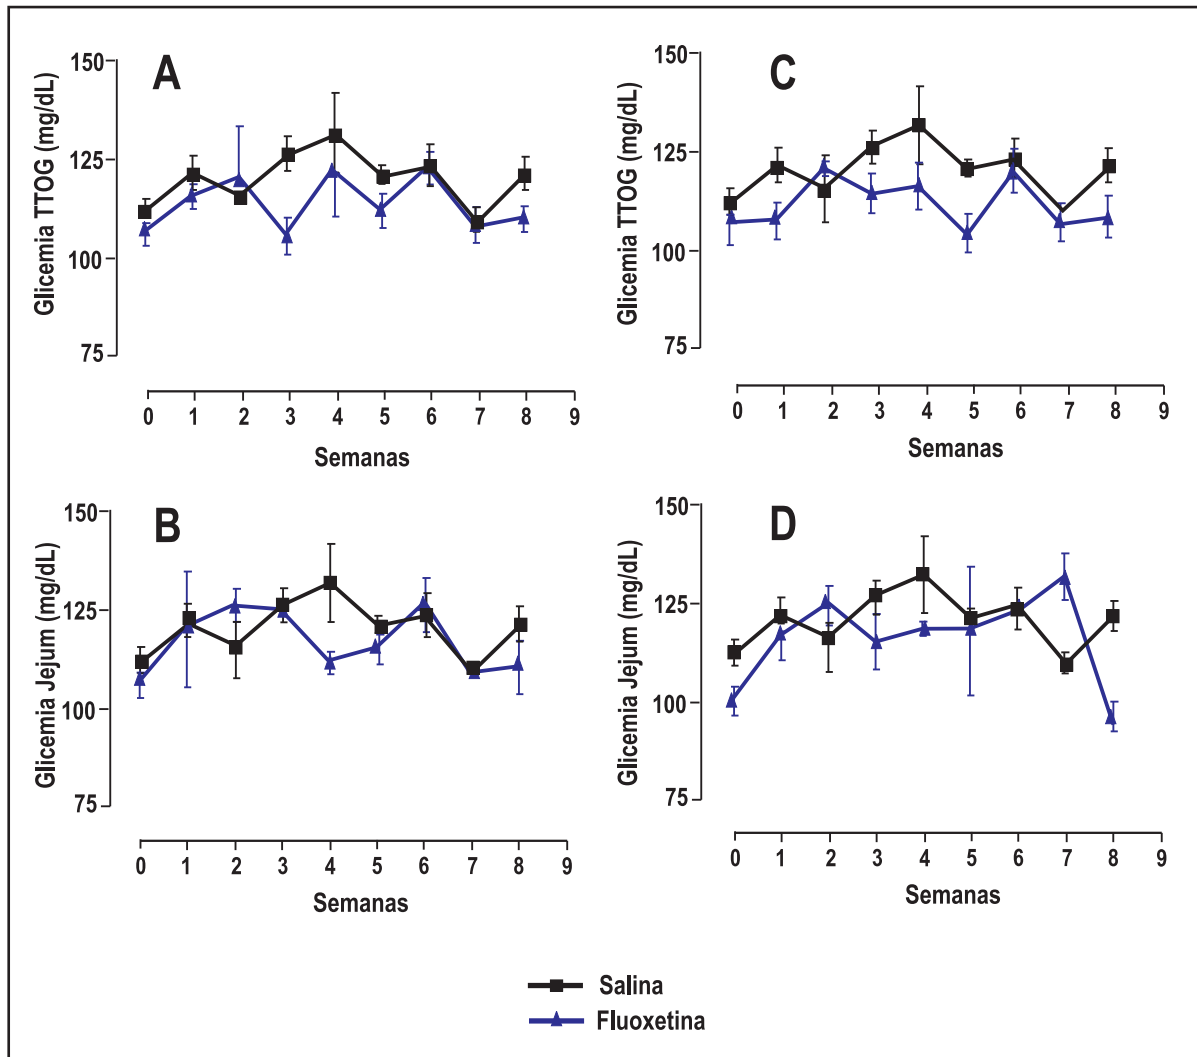 A
Glicemia TTOG (mg/dL)
150
125
100
75
0 1 2 3 4 5 6 7 8 9
Semanas
C
Glicemia TTOG (mg/dL)
150
125
100
75
0 1 2 3 4 5 6 7 8 9
Semanas
B
Glicemia Jejum (mg/dL)
150
125
100
75
0 1 2 3 4 5 6 7 8 9
Semanas
D
Glicemia Jejum (mg/dL)
150
125
100
75
0 1 2 3 4 5 6 7 8 9
Semanas
Salina
Fluoxetina